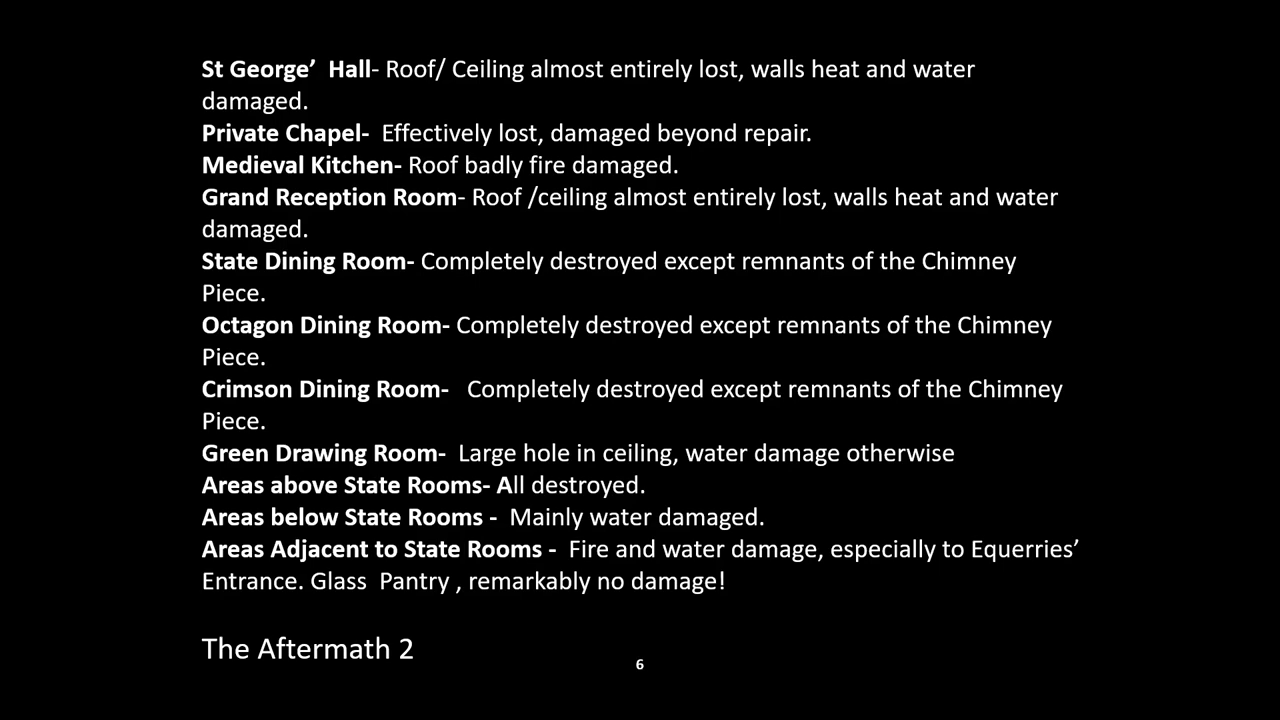 St George’  Hall- Roof/ Ceiling almost entirely lost, walls heat and water
damaged.
Private Chapel-  Effectively lost, damaged beyond repair.
Medieval Kitchen- Roof badly fire damaged.
Grand Reception Room- Roof /ceiling almost entirely lost, walls heat and water
damaged.
State Dining Room- Completely destroyed except remnants of the Chimney
Piece.
Octagon Dining Room- Completely destroyed except remnants of the Chimney
Piece.
Crimson Dining Room-   Completely destroyed except remnants of the Chimney
Piece.
Green Drawing Room-  Large hole in ceiling, water damage otherwise
Areas above State Rooms- All destroyed.
Areas below State Rooms -  Mainly water damaged.
Areas Adjacent to State Rooms -  Fire and water damage, especially to Equerries’
Entrance. Glass  Pantry , remarkably no damage!
The Aftermath 2
6